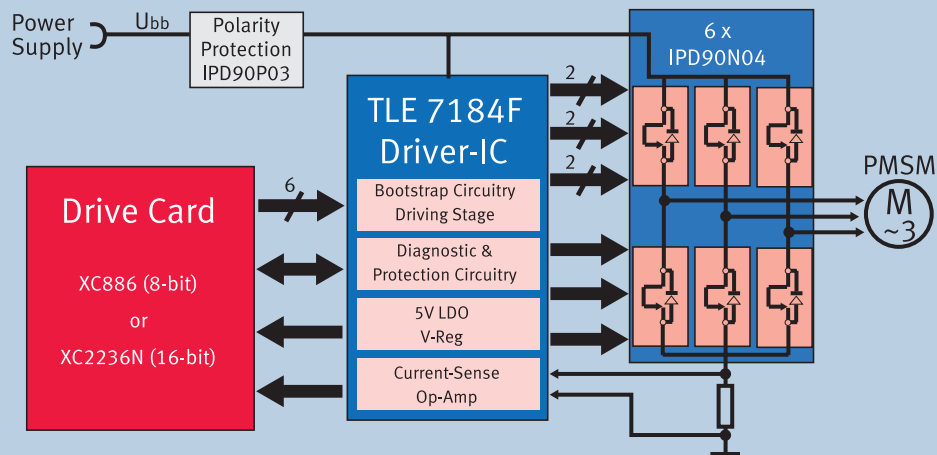 Power
Supply
Ubb
Polarity
Protection
IPD90P03
6 x
IPD90N04
TLE 7184F
Driver-IC
2
2
2
Bootstrap Circuitry
Driving Stage
Diagnostic &
Protection Circuitry
5V LDO
V-Reg
Current-Sense
Op-Amp
6
Drive Card
XC886 (8-bit)
or
XC2236N (16-bit)
PMSM
M
~3